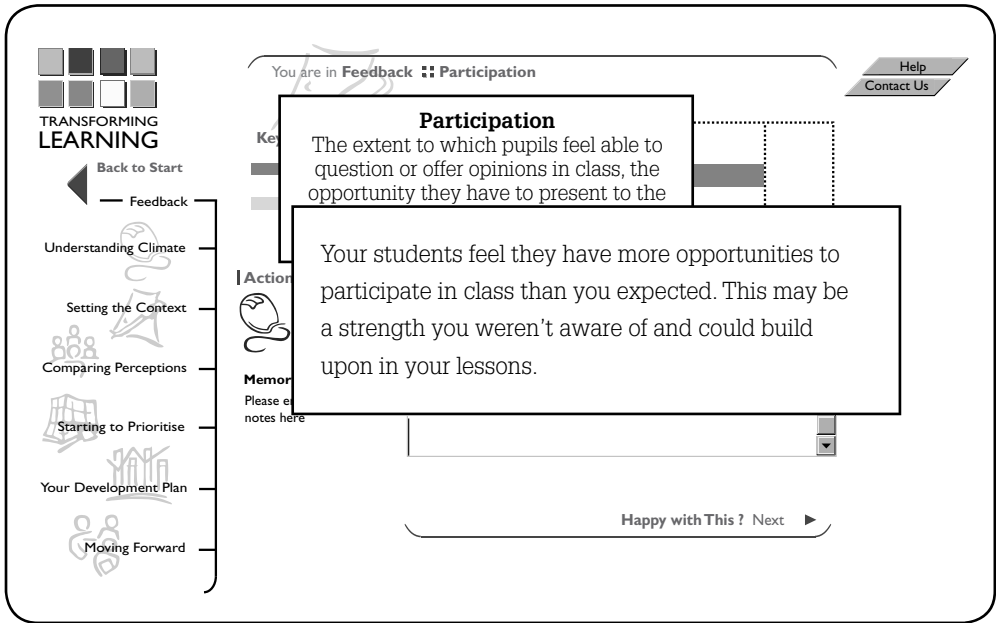 You are in Feedback :: Participation
Help
Contact Us
TRANSFORMING
LEARNING
Back to Start
Feedback
Understanding Climate
Setting the Context
Comparing Perceptions
Starting to Prioritise
Your Development Plan
Moving Forward
Participation
The extent to which pupils feel able to
question or offer opinions in class, the
opportunity they have to present to the
Your students feel they have more opportunities to
participate in class than you expected. This may be
a strength you weren't aware of and could build
upon in your lessons.
Key
Action
Memor
Please e
notes here
Happy with This ? Next